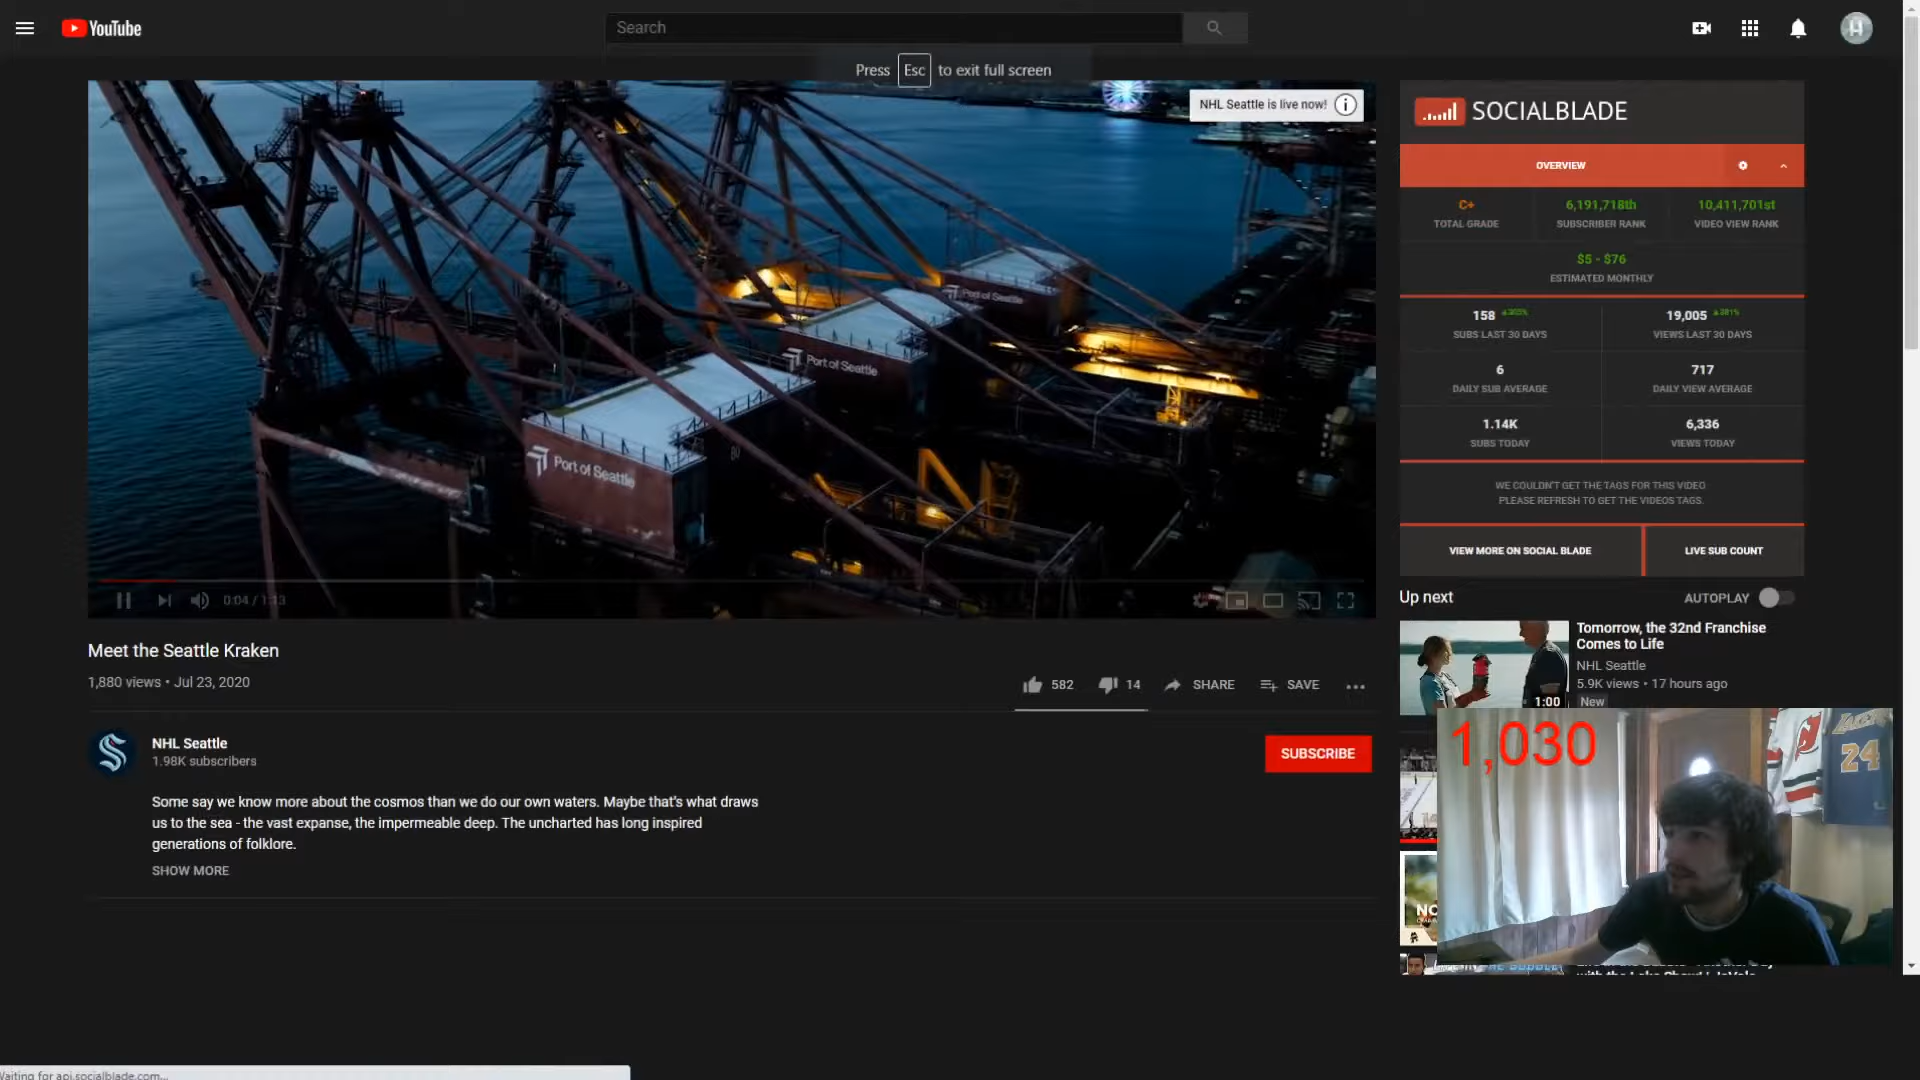 YouTube
Search
Press Esc to exit full screen
NHL Seattle is live now!
Port of Seattle
Port of Seattle
Port of Seattle
0:04 / 1:13
Meet the Seattle Kraken
1,880 views • Jul 23, 2020
582
14
SHARE
SAVE
NHL Seattle
1.98K subscribers
SUBSCRIBE
Some say we know more about the cosmos than we do our own waters. Maybe that's what draws
us to the sea - the vast expanse, the impermeable deep. The uncharted has long inspired
generations of folklore.
SHOW MORE
SOCIALBLADE
OVERVIEW
C+
TOTAL GRADE
6,191,718th
SUBSCRIBER RANK
10,411,701st
VIDEO VIEW RANK
$5 - $76
ESTIMATED MONTHLY
158
SUBS LAST 30 DAYS
19,005
VIEWS LAST 30 DAYS
6
DAILY SUB AVERAGE
717
DAILY VIEW AVERAGE
1.14K
SUBS TODAY
6,336
VIEWS TODAY
WE COULDN'T GET THE TAGS FOR THIS VIDEO
PLEASE REFRESH TO GET THE VIDEOS TAGS.
VIEW MORE ON SOCIAL BLADE
LIVE SUB COUNT
Up next
AUTOPLAY
Tomorrow, the 32nd Franchise
Comes to Life
NHL Seattle
5.9K views • 17 hours ago
New
1:00
1,030
LAKERS
24
Waiting for api.socialblade.com...